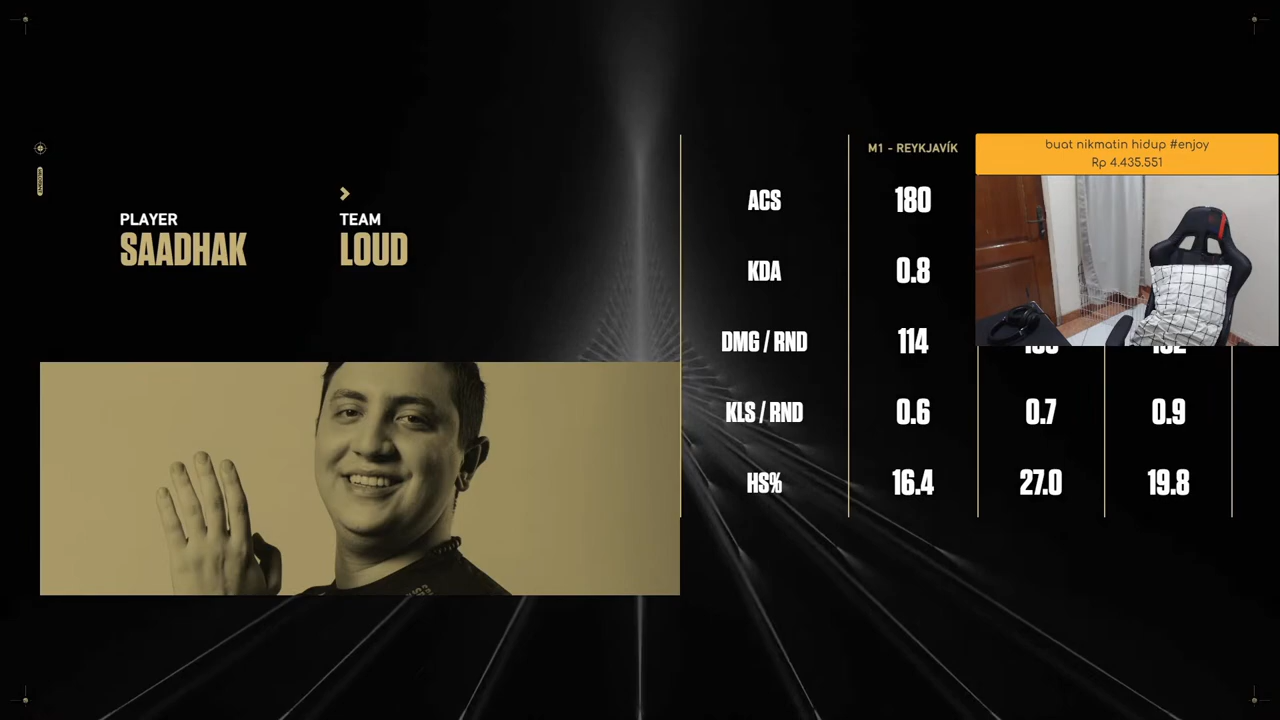 PLAYER
SAADHAK
TEAM
LOUD
M1 - REYKJAVÍK
ACS 180
KDA 0.8
DMG / RND 114
KLS / RND 0.6 0.7 0.9
HS% 16.4 27.0 19.8
buat nikmatin hidup #enjoy
Rp 4.435.551